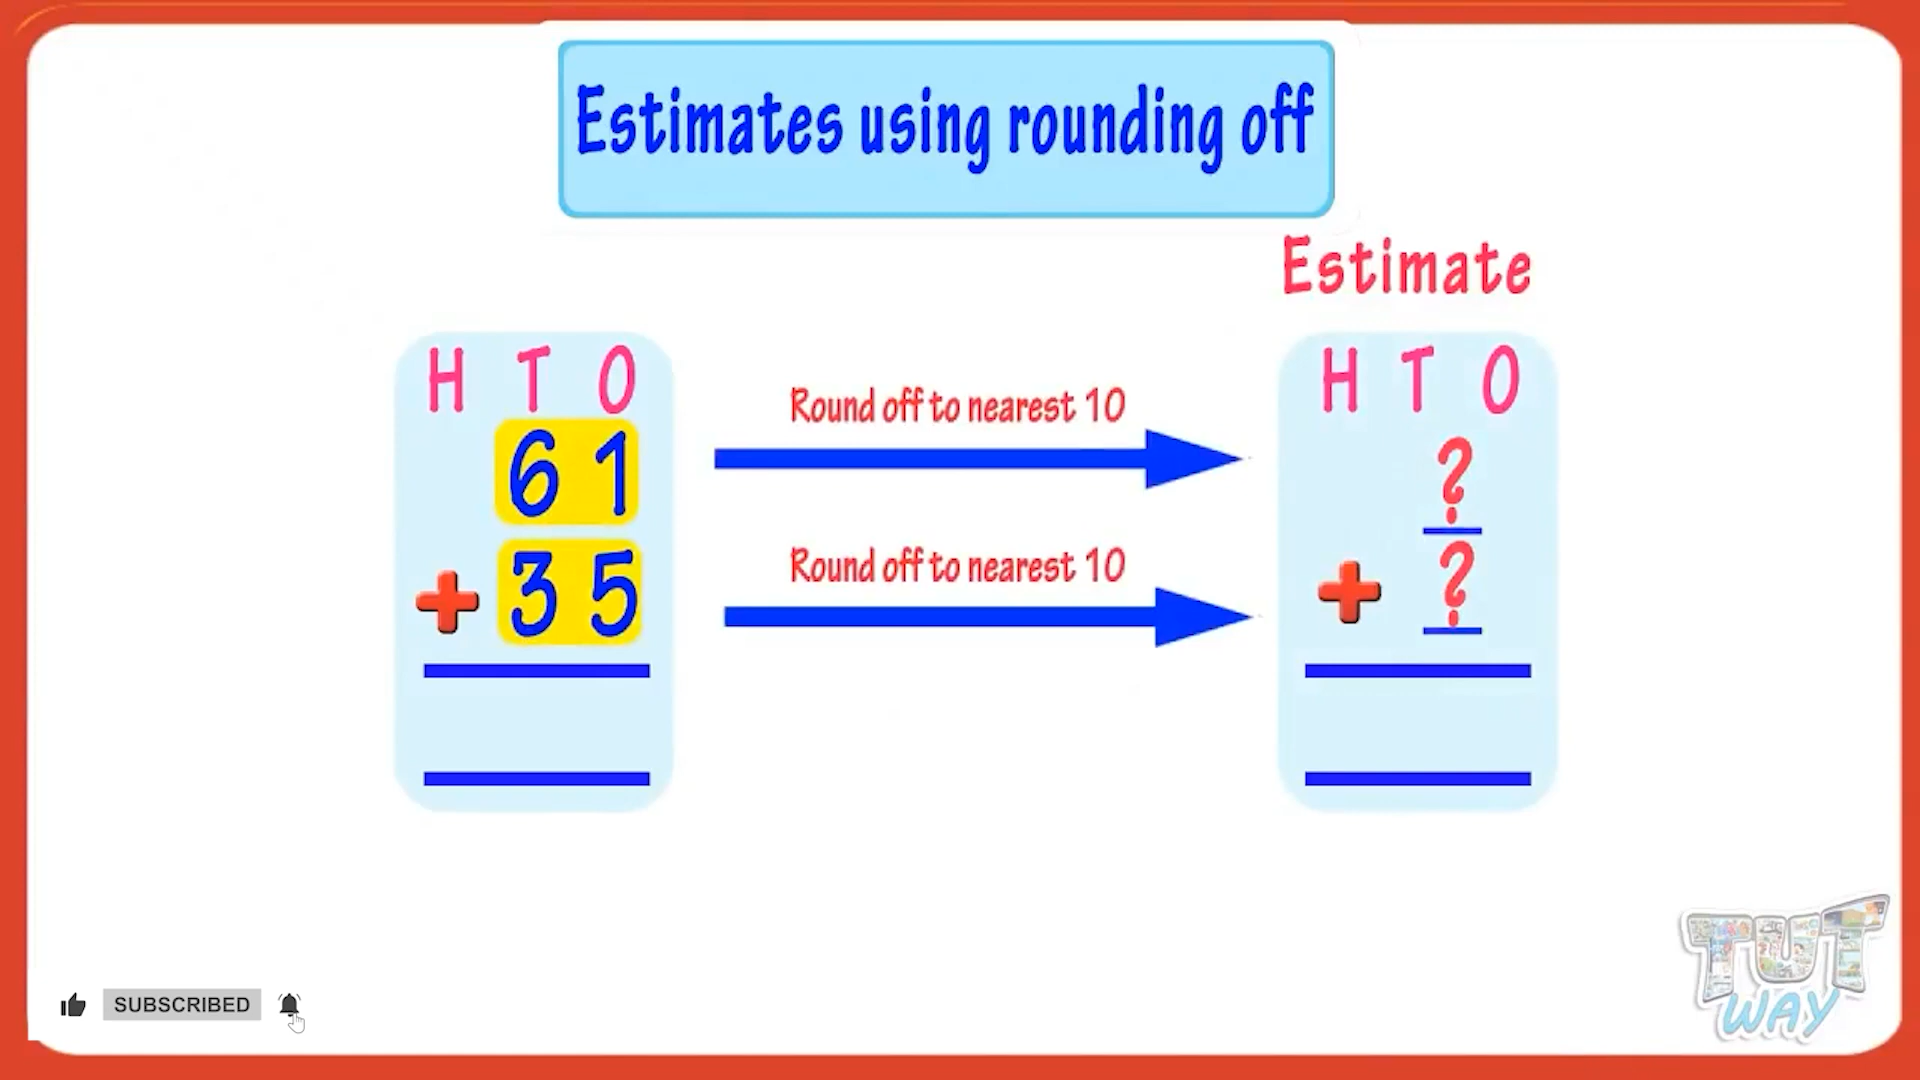 Estimates using rounding off
Estimate
H T O
61
+ 35
Round off to nearest 10
Round off to nearest 10
H T O
?
+ ?
SUBSCRIBED
TUT
WAY